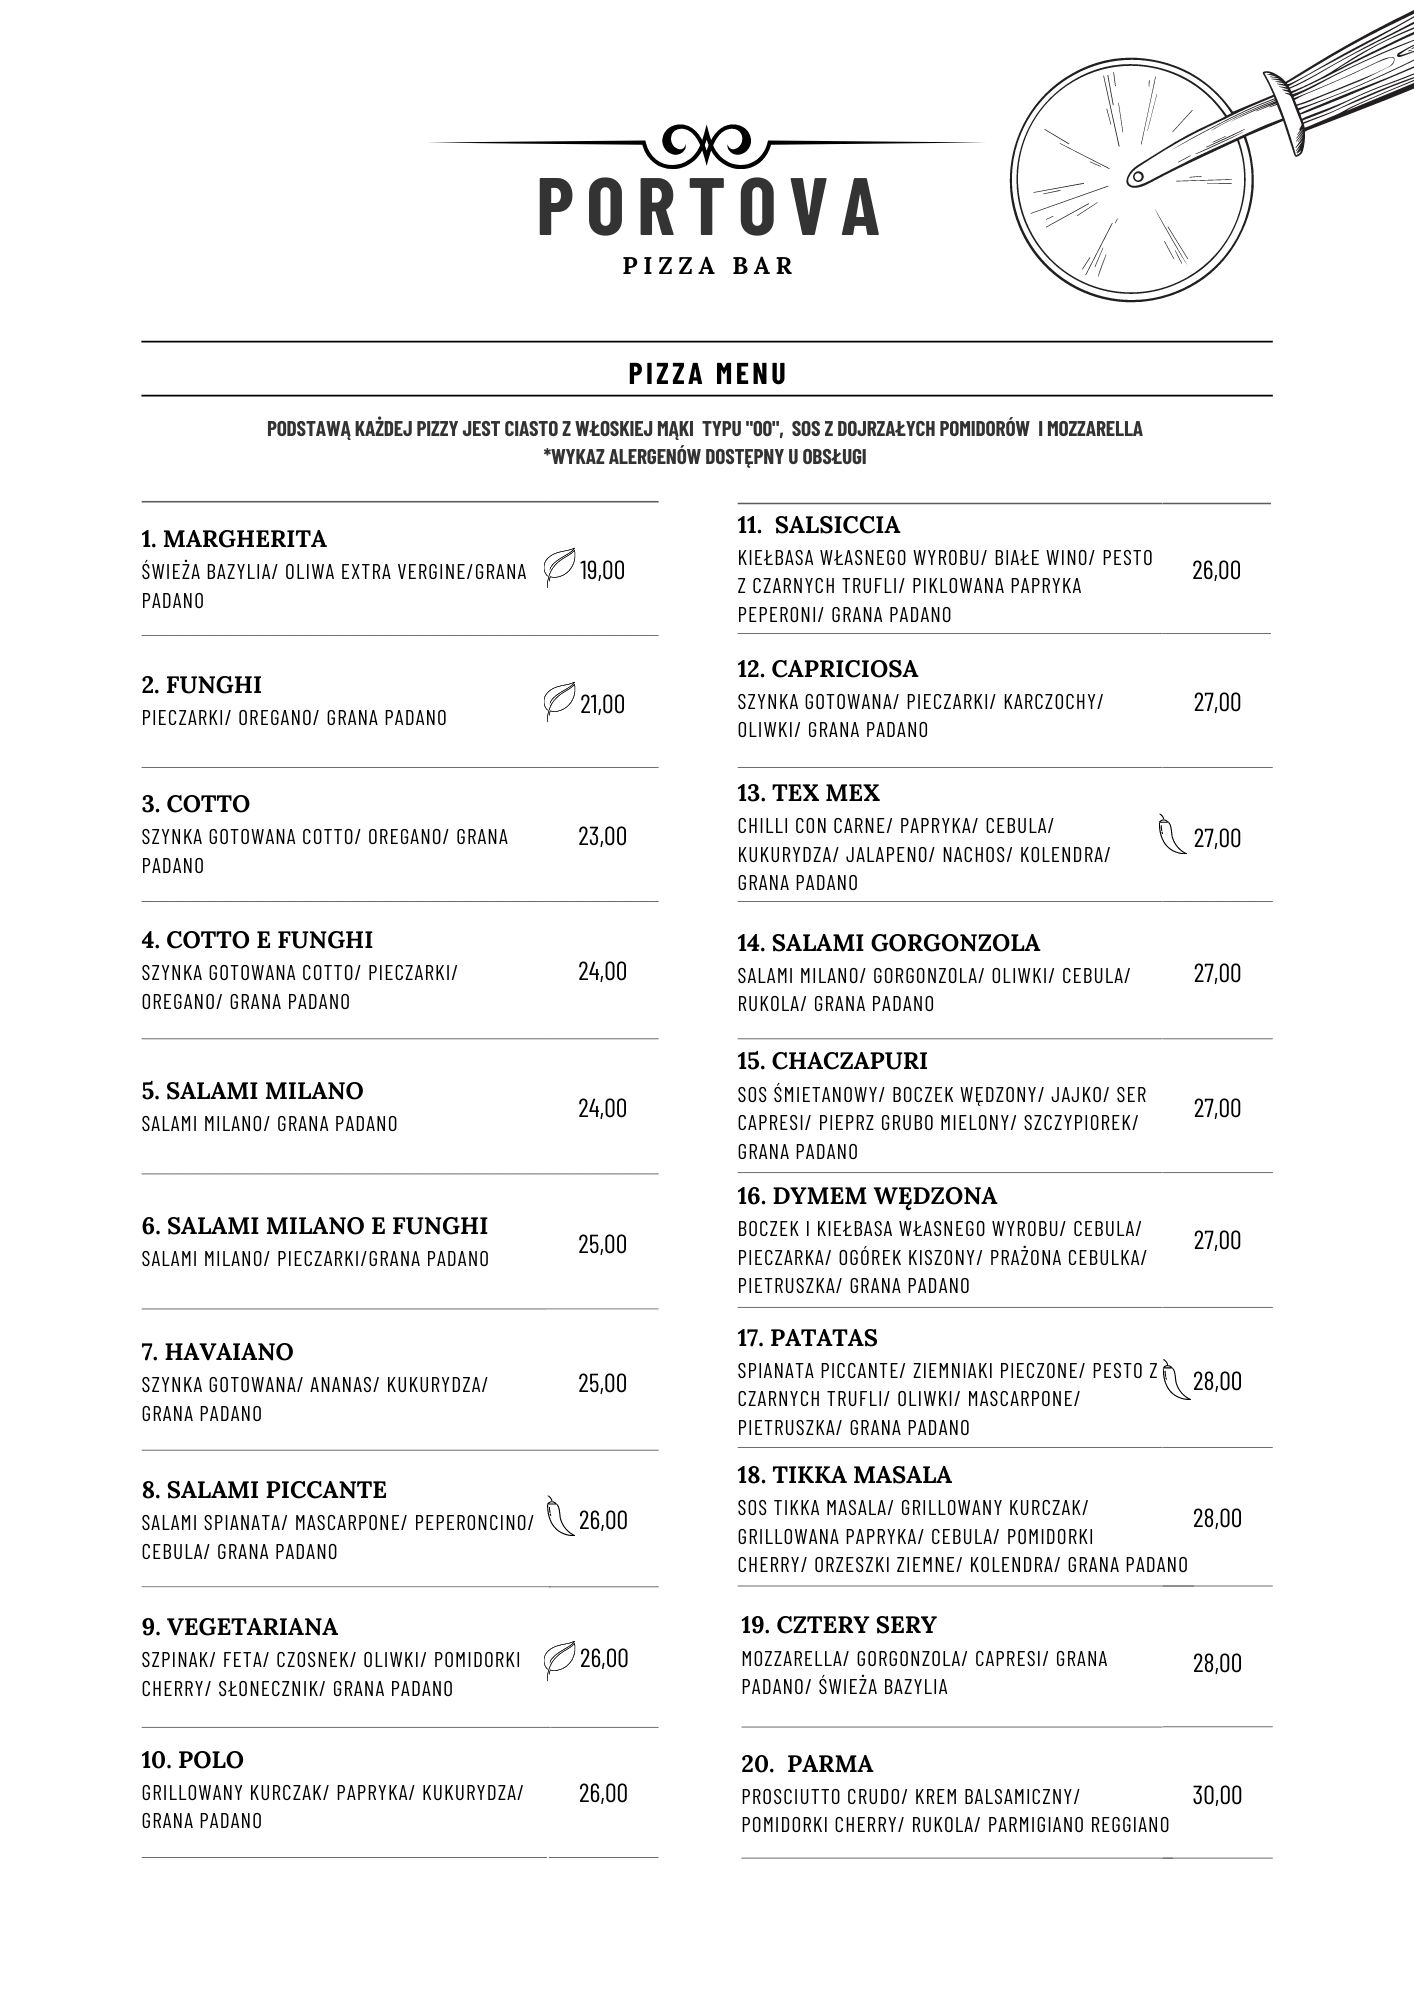 PORTOVA
PIZZA BAR
PIZZA MENU
PODSTAWĄ KAŻDEJ PIZZY JEST CIASTO Z WŁOSKIEJ MĄKI TYPU "00", SOS Z DOJRZAŁYCH POMIDORÓW I MOZZARELLA
*WYKAZ ALERGENÓW DOSTĘPNY U OBSŁUGI
1. MARGHERITA
ŚWIEŻA BAZYLIA/ OLIWA EXTRA VERGINE/GRANA
PADANO
19,00
2. FUNGHI
PIECZARKI/ OREGANO/ GRANA PADANO
21,00
3. COTTO
SZYNKA GOTOWANA COTTO/ OREGANO/ GRANA
PADANO
23,00
4. COTTO E FUNGHI
SZYNKA GOTOWANA COTTO/ PIECZARKI/
OREGANO/ GRANA PADANO
24,00
5. SALAMI MILANO
SALAMI MILANO/ GRANA PADANO
24,00
6. SALAMI MILANO E FUNGHI
SALAMI MILANO/ PIECZARKI/GRANA PADANO
25,00
7. HAVAIANO
SZYNKA GOTOWANA/ ANANAS/ KUKURYDZA/
GRANA PADANO
25,00
8. SALAMI PICCANTE
SALAMI SPIANATA/ MASCARPONE/ PEPERONCINO/
CEBULA/ GRANA PADANO
26,00
9. VEGETARIANA
SZPINAK/ FETA/ CZOSNEK/ OLIWKI/ POMIDORKI
CHERRY/ SŁONECZNIK/ GRANA PADANO
26,00
10. POLO
GRILLOWANY KURCZAK/ PAPRYKA/ KUKURYDZA/
GRANA PADANO
26,00
11. SALSICCIA
KIEŁBASA WŁASNEGO WYROBU/ BIAŁE WINO/ PESTO
Z CZARNYCH TRUFLI/ PIKLOWANA PAPRYKA
PEPERONI/ GRANA PADANO
26,00
12. CAPRICIOSA
SZYNKA GOTOWANA/ PIECZARKI/ KARCZOCHY/
OLIWKI/ GRANA PADANO
27,00
13. TEX MEX
CHILLI CON CARNE/ PAPRYKA/ CEBULA/
KUKURYDZA/ JALAPENO/ NACHOS/ KOLENDRA/
GRANA PADANO
27,00
14. SALAMI GORGONZOLA
SALAMI MILANO/ GORGONZOLA/ OLIWKI/ CEBULA/
RUKOLA/ GRANA PADANO
27,00
15. CHACZAPURI
SOS ŚMIETANOWY/ BOCZEK WĘDZONY/ JAJKO/ SER
CAPRESI/ PIEPRZ GRUBO MIELONY/ SZCZYPIOREK/
GRANA PADANO
27,00
16. DYMEM WĘDZONA
BOCZEK I KIEŁBASA WŁASNEGO WYROBU/ CEBULA/
PIECZARKA/ OGÓREK KISZONY/ PRAŻONA CEBULKA/
PIETRUSZKA/ GRANA PADANO
27,00
17. PATATAS
SPIANATA PICCANTE/ ZIEMNIAKI PIECZONE/ PESTO Z
CZARNYCH TRUFLI/ OLIWKI/ MASCARPONE/
PIETRUSZKA/ GRANA PADANO
28,00
18. TIKKA MASALA
SOS TIKKA MASALA/ GRILLOWANY KURCZAK/
GRILLOWANA PAPRYKA/ CEBULA/ POMIDORKI
CHERRY/ ORZESZKI ZIEMNE/ KOLENDRA/ GRANA PADANO
28,00
19. CZTERY SERY
MOZZARELLA/ GORGONZOLA/ CAPRESI/ GRANA
PADANO/ ŚWIEŻA BAZYLIA
28,00
20. PARMA
PROSCIUTTO CRUDO/ KREM BALSAMICZNY/
POMIDORKI CHERRY/ RUKOLA/ PARMIGIANO REGGIANO
30,00